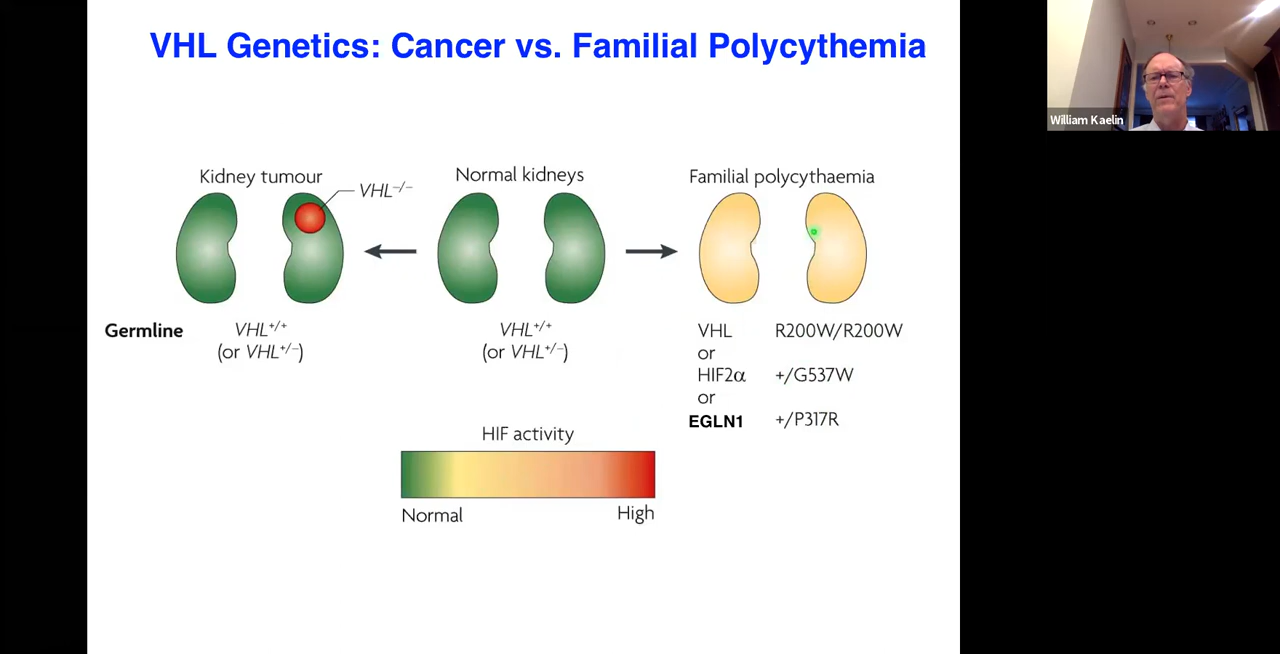 VHL Genetics: Cancer vs. Familial Polycythemia
William Kaelin
Kidney tumour
VHL−/−
Normal kidneys
Familial polycythaemia
Germline
VHL+/+
(or VHL+/−)
VHL+/+
(or VHL+/−)
VHL R200W/R200W
or
HIF2α +/G537W
or
EGLN1 +/P317R
HIF activity
Normal
High